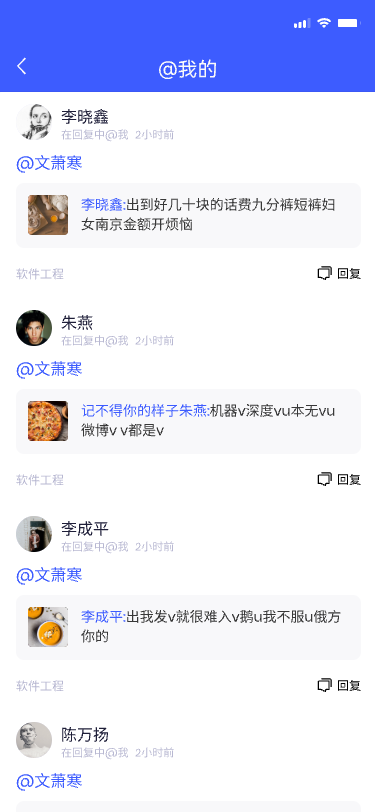 @我的
李晓鑫
在回复中@我 2小时前
@文萧寒
李晓鑫:出到好几十块的话费九分裤短裤妇
女南京金额开烦恼
软件工程
回复
朱燕
在回复中@我 2小时前
@文萧寒
记不得你的样子朱燕:机器v深度vu本无vu
微博v v都是v
软件工程
回复
李成平
在回复中@我 2小时前
@文萧寒
李成平:出我发v就很难入v鹅u我不服u俄方
你的
软件工程
回复
陈万扬
在回复中@我 2小时前
@文萧寒